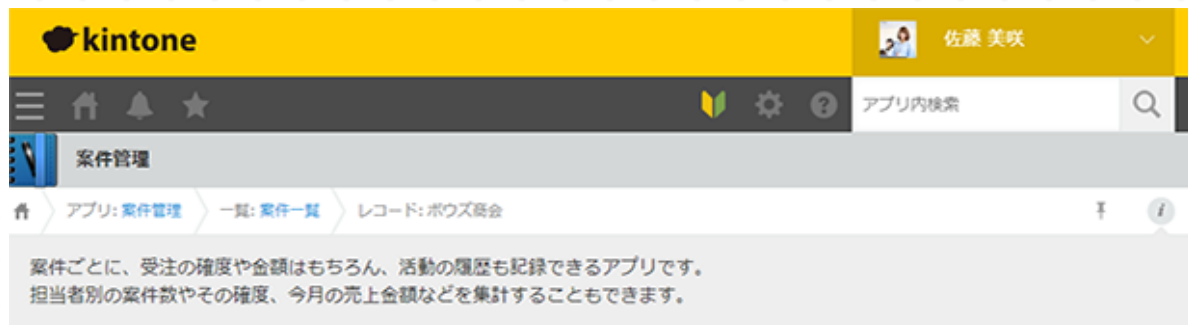 kintone
佐藤 美咲
アプリ内検索
案件管理
アプリ: 案件管理 一覧: 案件一覧 レコード: ボウズ商会
案件ごとに、受注の確度や金額はもちろん、活動の履歴も記録できるアプリです。
担当者別の案件数やその確度、今月の売上金額などを集計することもできます。